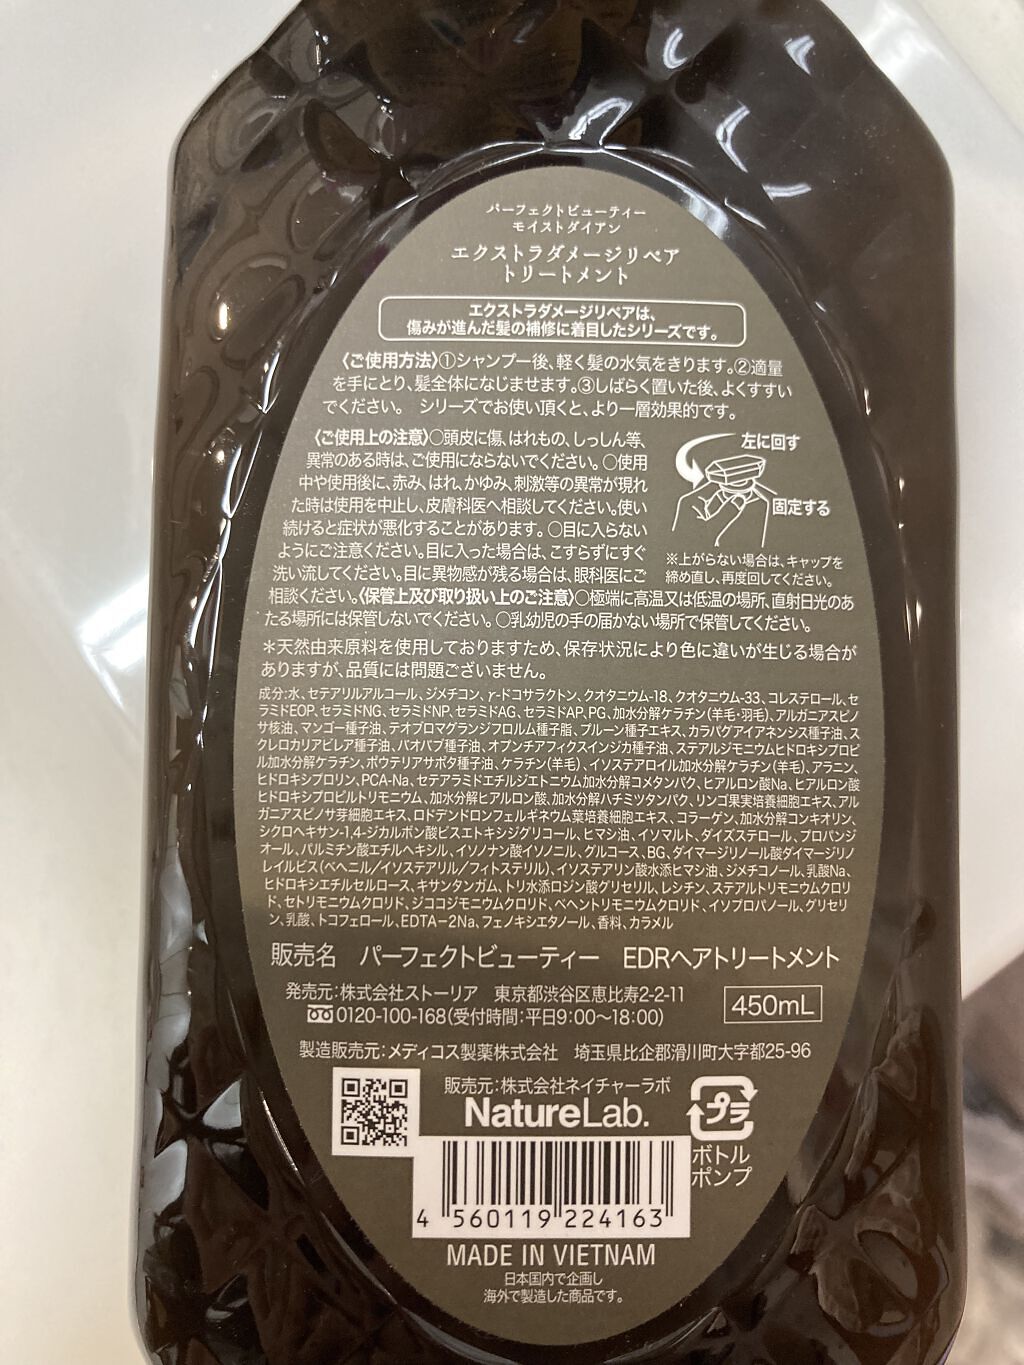 パーフェクトビューティー
モイストダイアン
エクストラダメージリペア
トリートメント
エクストラダメージリペアは、
傷みが進んだ髪の補修に着目したシリーズです。
〈ご使用方法〉①シャンプー後、軽く髪の水気をきります。②適量
を手にとり、髪全体になじませます。③しばらく置いた後、よくすすい
でください。 シリーズでお使い頂くと、より一層効果的です。
〈ご使用上の注意〉○頭皮に傷、はれもの、しっしん等、
異常のある時は、ご使用にならないでください。○使用
中や使用後に、赤み、はれ、かゆみ、刺激等の異常が現れ
た時は使用を中止し、皮膚科医へ相談してください。使い
続けると症状が悪化することがあります。○目に入らない
ようにご注意ください。目に入った場合は、こすらずにすぐ
洗い流してください。目に異物感が残る場合は、眼科医にご
相談ください。〈保管上及び取り扱い上のご注意〉○極端に高温又は低温の場所、直射日光のあ
たる場所には保管しないでください。○乳幼児の手の届かない場所で保管してください。
左に回す
固定する
※上がらない場合は、キャップを
締め直し、再度回してください。
＊天然由来原料を使用しておりますため、保存状況により色に違いが生じる場合が
ありますが、品質には問題ございません。
成分:水、セテアリルアルコール、ジメチコン、γ-ドコサラクトン、クオタニウム-18、クオタニウム-33、コレステロール、セ
ラミドEOP、セラミドNG、セラミドNP、セラミドAG、セラミドAP、PG、加水分解ケラチン(羊毛・羽毛)、アルガニアスピノ
サ核油、マンゴー種子油、テオブロマグランジフロルム種子脂、プルーン種子エキス、カラパグアイアネンシス種子油、ス
クレロカリアビレア種子油、バオバブ種子油、オプンチアフィクスインジカ種子油、ステアルジモニウムヒドロキシプロピ
ル加水分解ケラチン、ポウテリアサポタ種子油、ケラチン(羊毛)、イソステアロイル加水分解ケラチン(羊毛)、アラニン、
ヒドロキシプロリン、PCA-Na、セテアラミドエチルジエトニウム加水分解コメタンパク、ヒアルロン酸Na、ヒアルロン酸
ヒドロキシプロピルトリモニウム、加水分解ヒアルロン酸、加水分解ハチミツタンパク、リンゴ果実培養細胞エキス、アル
ガニアスピノサ芽細胞エキス、ロドデンドロンフェルギネウム葉培養細胞エキス、コラーゲン、加水分解コンキオリン、
シクロヘキサン-1,4-ジカルボン酸ビスエトキシジグリコール、ヒマシ油、イソマルト、ダイズステロール、プロパンジ
オール、パルミチン酸エチルヘキシル、イソノナン酸イソノニル、グルコース、BG、ダイマージリノール酸ダイマージリノ
レイルビス(ベヘニル/イソステアリル/フィトステリル)、イソステアリン酸水添ヒマシ油、ジメチコノール、乳酸Na、
ヒドロキシエチルセルロース、キサンタンガム、トリ水添ロジン酸グリセリル、レシチン、ステアルトリモニウムクロリ
ド、セトリモニウムクロリド、ジココジモニウムクロリド、ベヘントリモニウムクロリド、イソプロパノール、グリセリ
ン、乳酸、トコフェロール、EDTA-2Na、フェノキシエタノール、香料、カラメル
販売名 パーフェクトビューティー EDRヘアトリートメント
発売元:株式会社ストーリア 東京都渋谷区恵比寿2-2-11
0120-100-168(受付時間:平日9:00〜18:00)
450mL
製造販売元:メディコス製薬株式会社 埼玉県比企郡滑川町大字都25-96
販売元:株式会社ネイチャーラボ
NatureLab.
プラ
ボトル
ポンプ
4 560119 224163
MADE IN VIETNAM
日本国内で企画し
海外で製造した商品です。